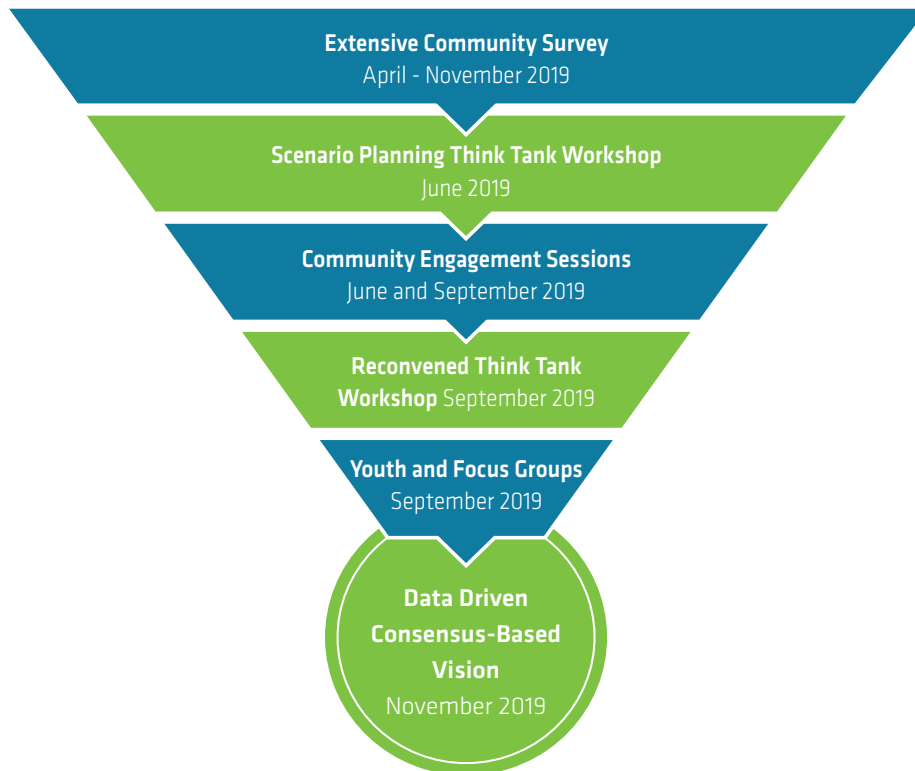 Extensive Community Survey
April - November 2019
Scenario Planning Think Tank Workshop
June 2019
Community Engagement Sessions
June and September 2019
Reconvened Think Tank
Workshop September 2019
Youth and Focus Groups
September 2019
Data Driven
Consensus-Based
Vision
November 2019